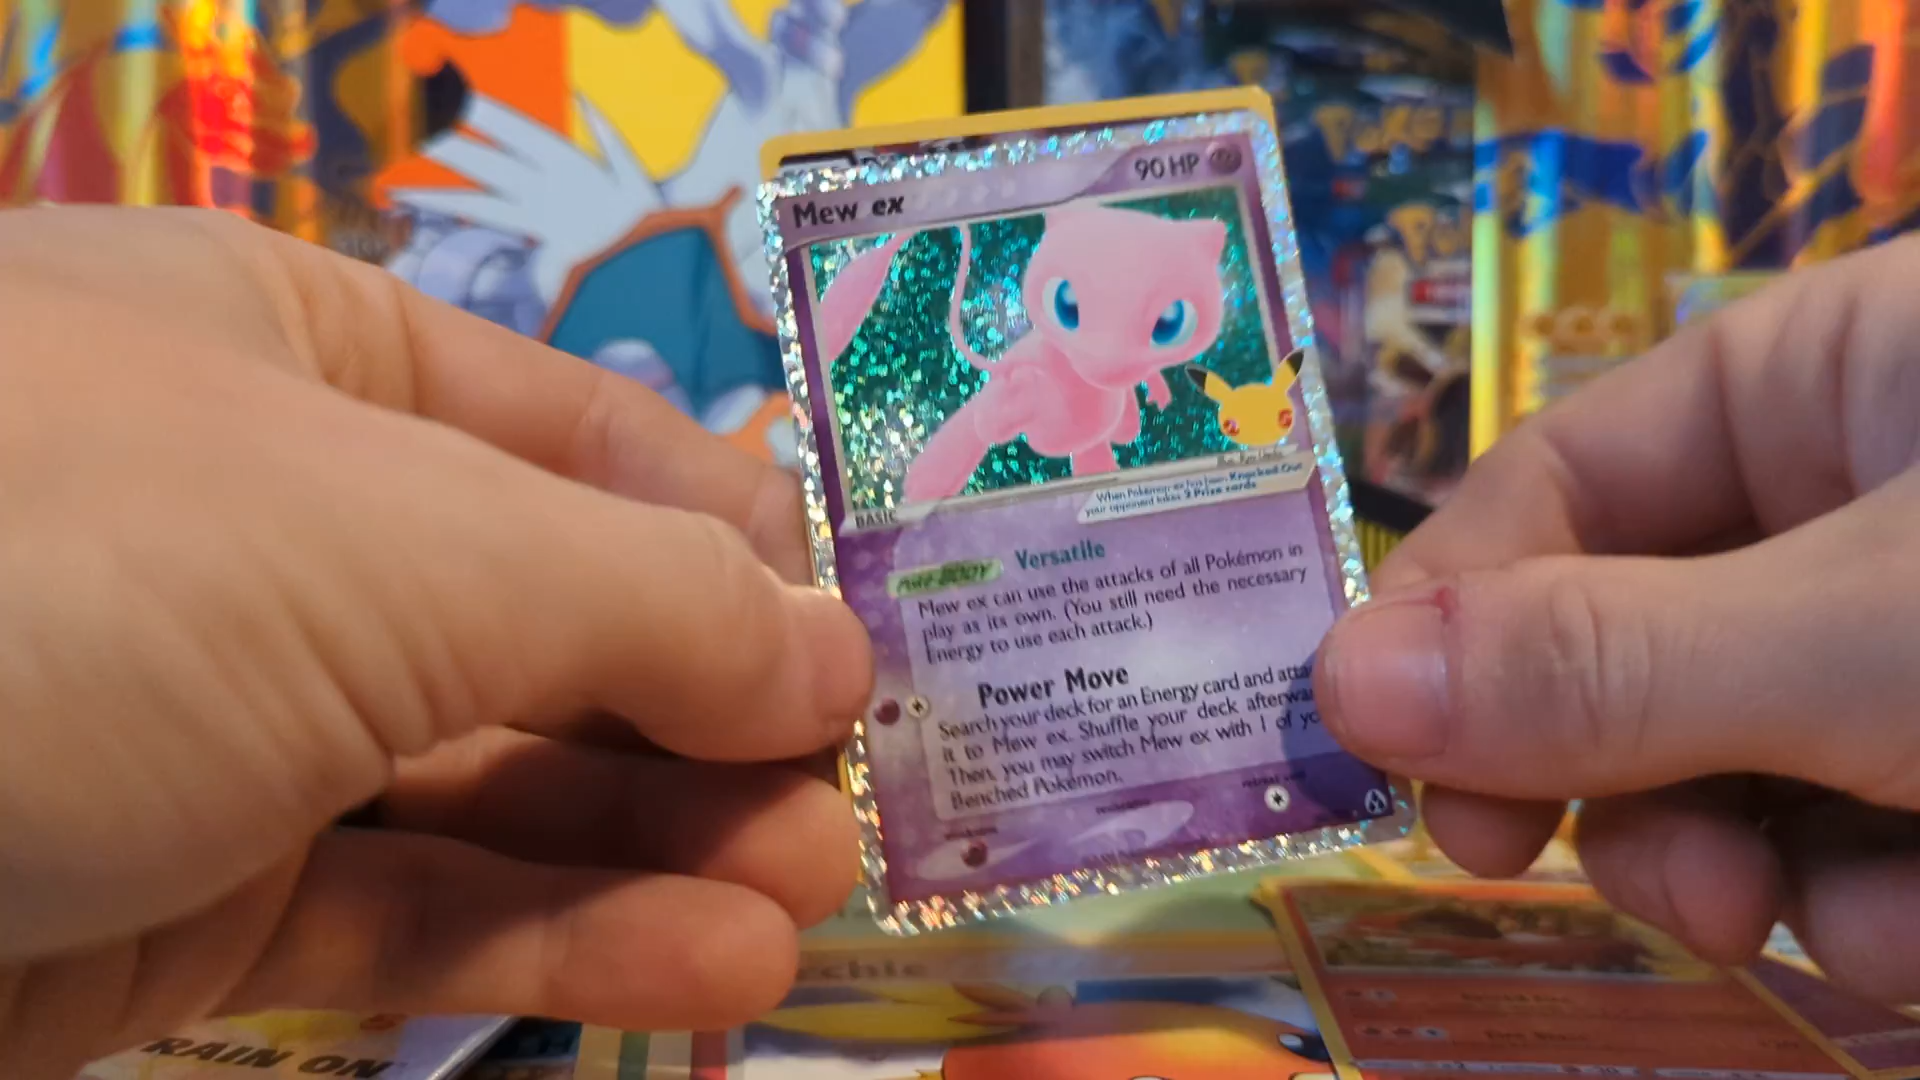 Mew ex
90 HP
BASIC
When Pokémon-ex has been Knocked Out
your opponent takes 2 Prize cards
POKé-BODY Versatile
Mew ex can use the attacks of all Pokémon in
play as its own. (You still need the necessary
Energy to use each attack.)
Power Move
Search your deck for an Energy card and atta
it to Mew ex. Shuffle your deck afterwa
Then, you may switch Mew ex with 1 of yo
Benched Pokémon.
weakness
resistance
retreat cost
RAIN ON